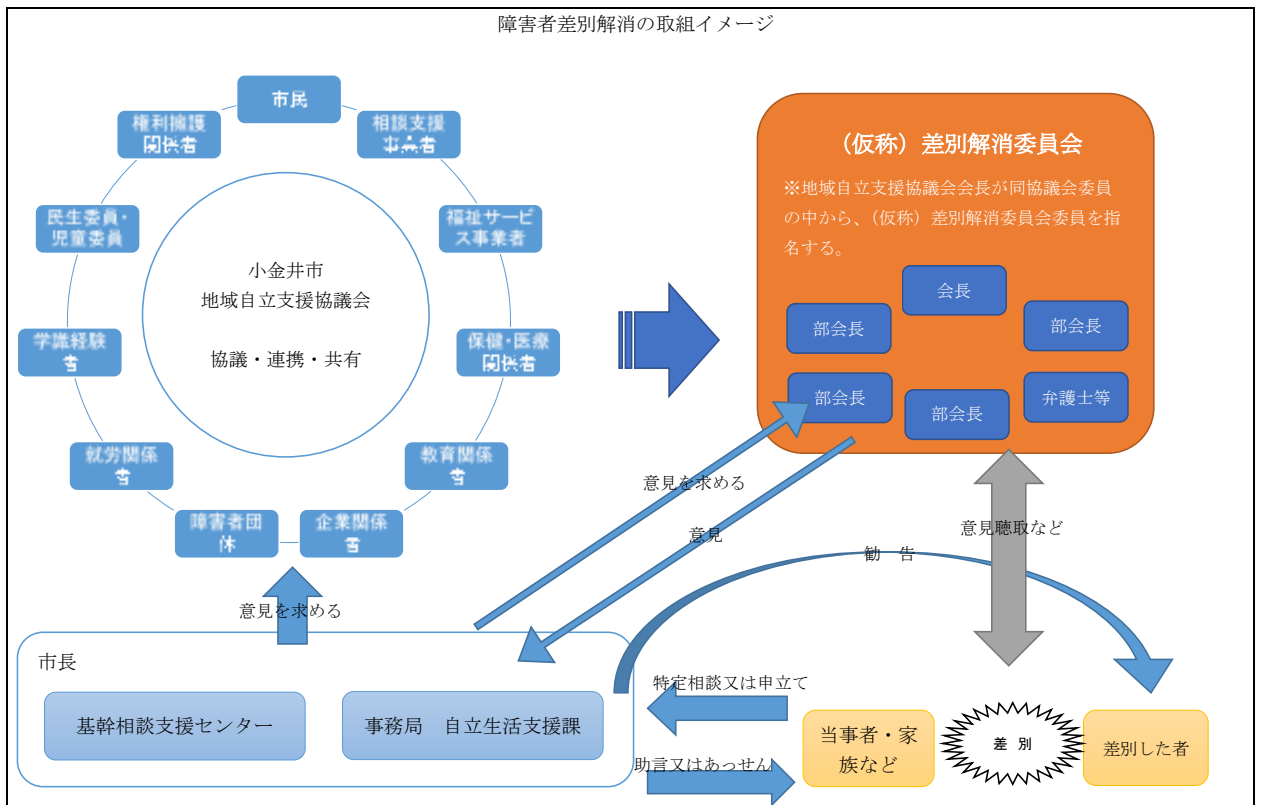 障害者差別解消の取組イメージ
市民
権利擁護
関係者
相談支援
事業者
民生委員・
児童委員
福祉サービ
ス事業者
学識経験
者
保健・医療
関係者
就労関係
者
教育関係
者
障害者団
体
企業関係
者
小金井市
地域自立支援協議会
協議・連携・共有
(仮称)差別解消委員会
※地域自立支援協議会会長が同協議会委員
の中から、(仮称)差別解消委員会委員を指
名する。
会長
部会長
部会長
部会長
部会長
弁護士等
意見を求める
意見
意見聴取など
勧 告
意見を求める
市長
基幹相談支援センター
事務局 自立生活支援課
特定相談又は申立て
助言又はあっせん
当事者・家
族など
差 別
差別した者